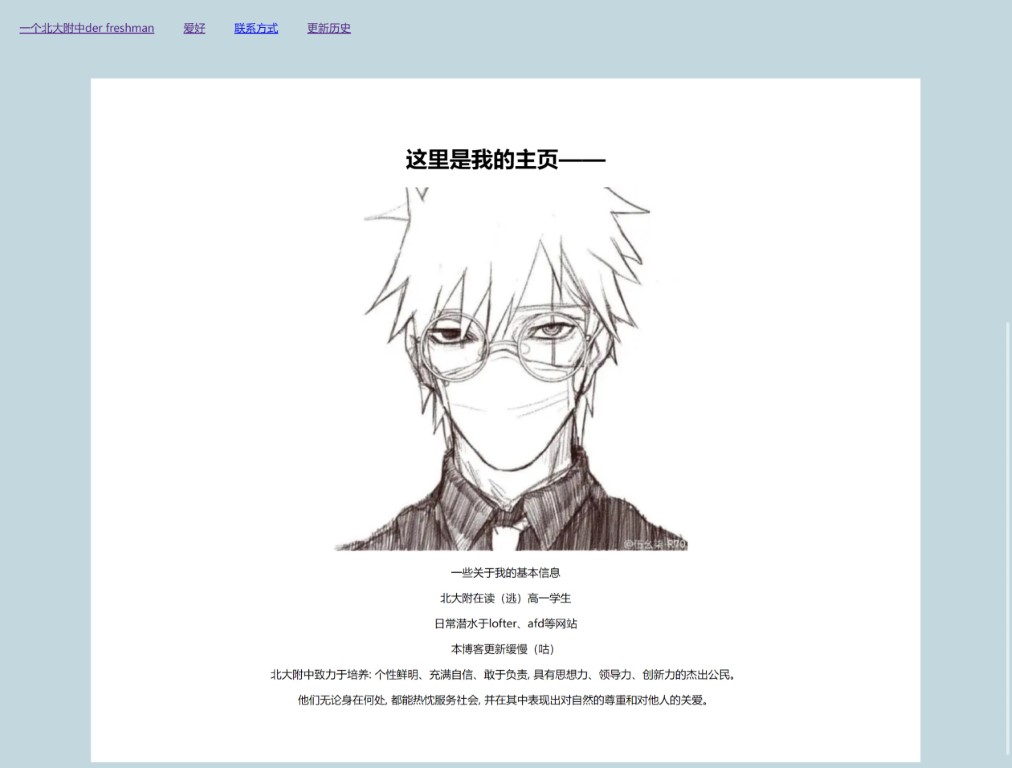 一个北大附中der freshman 爱好 联系方式 更新历史
这里是我的主页——
一些关于我的基本信息
北大附在读（逃）高一学生
日常潜水于lofter、afd等网站
本博客更新缓慢（咕）
北大附中致力于培养: 个性鲜明、充满自信、敢于负责, 具有思想力、领导力、创新力的杰出公民。
他们无论身在何处, 都能热忱服务社会, 并在其中表现出对自然的尊重和对他人的关爱。